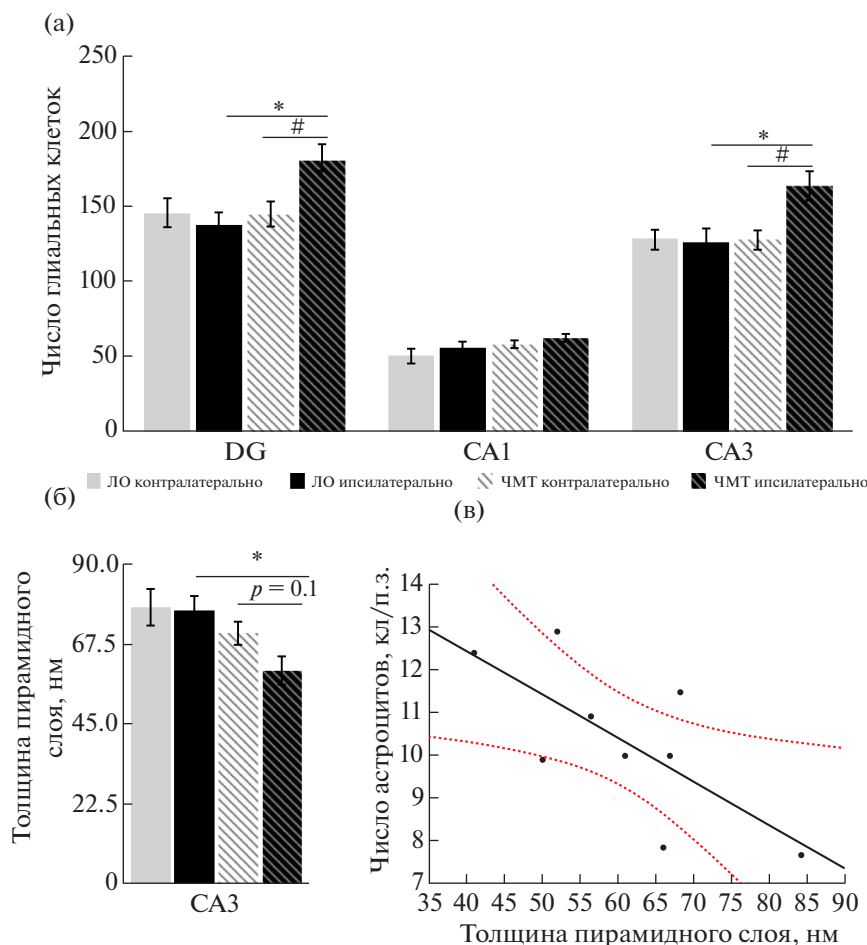 (а)
250
200
150
100
50
0
Число глиальных клеток
*
#
*
#
DG
CA1
CA3
ЛО контралатерально
ЛО ипсилатерально
ЧМТ контралатерально
ЧМТ ипсилатерально
(б)
90.0
67.5
45.0
22.5
0
Толщина пирамидного
слоя, нм
*
p = 0.1
CA3
(в)
14
13
12
11
10
9
8
7
Число астроцитов, кл/п.з.
35 40 45 50 55 60 65 70 75 80 85 90
Толщина пирамидного слоя, нм